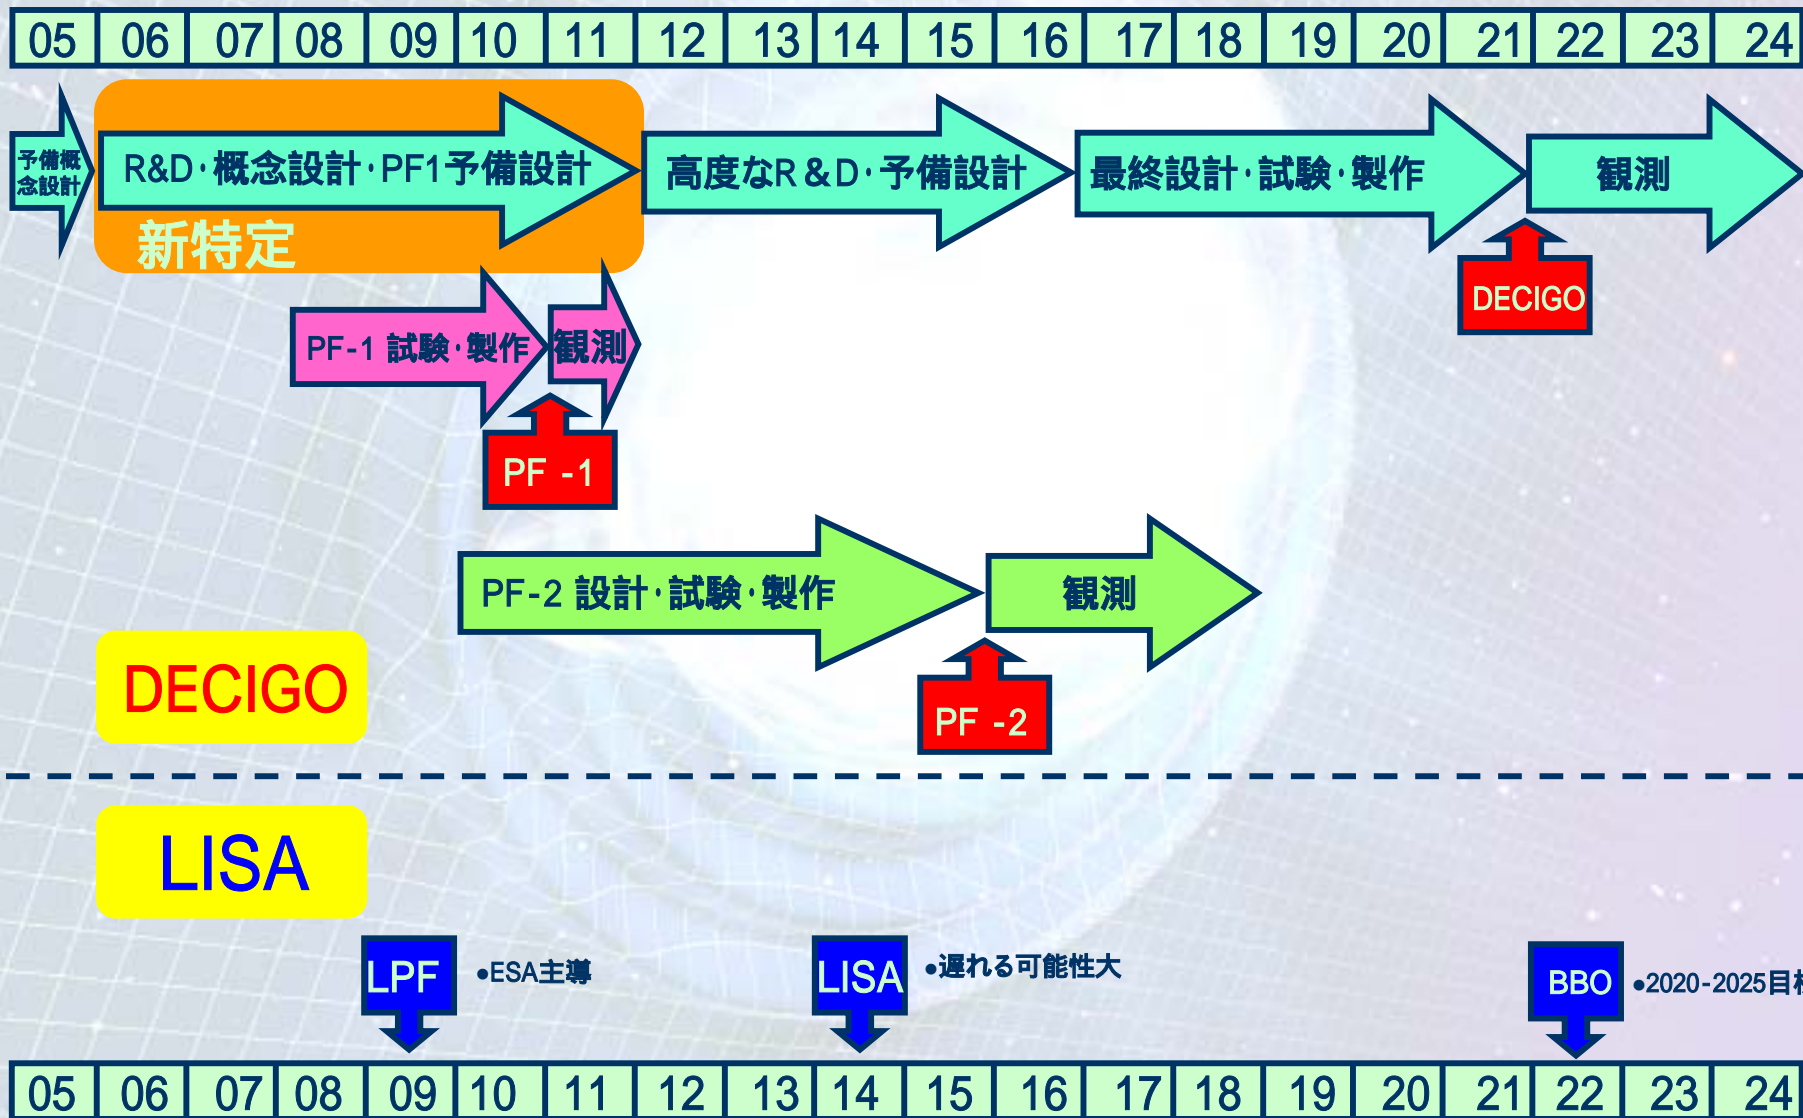 05 06 07 08 09 10 11 12 13 14 15 16 17 18 19 20 21 22 23 24
予備概
念設計
R&D・概念設計・PF1予備設計
高度なR&D・予備設計
最終設計・試験・製作
観測
新特定
DECIGO
PF-1 試験・製作
観測
PF -1
PF-2 設計・試験・製作
観測
PF -2
DECIGO
LISA
LPF
●ESA主導
LISA
●遅れる可能性大
BBO
●2020-2025目
05 06 07 08 09 10 11 12 13 14 15 16 17 18 19 20 21 22 23 24